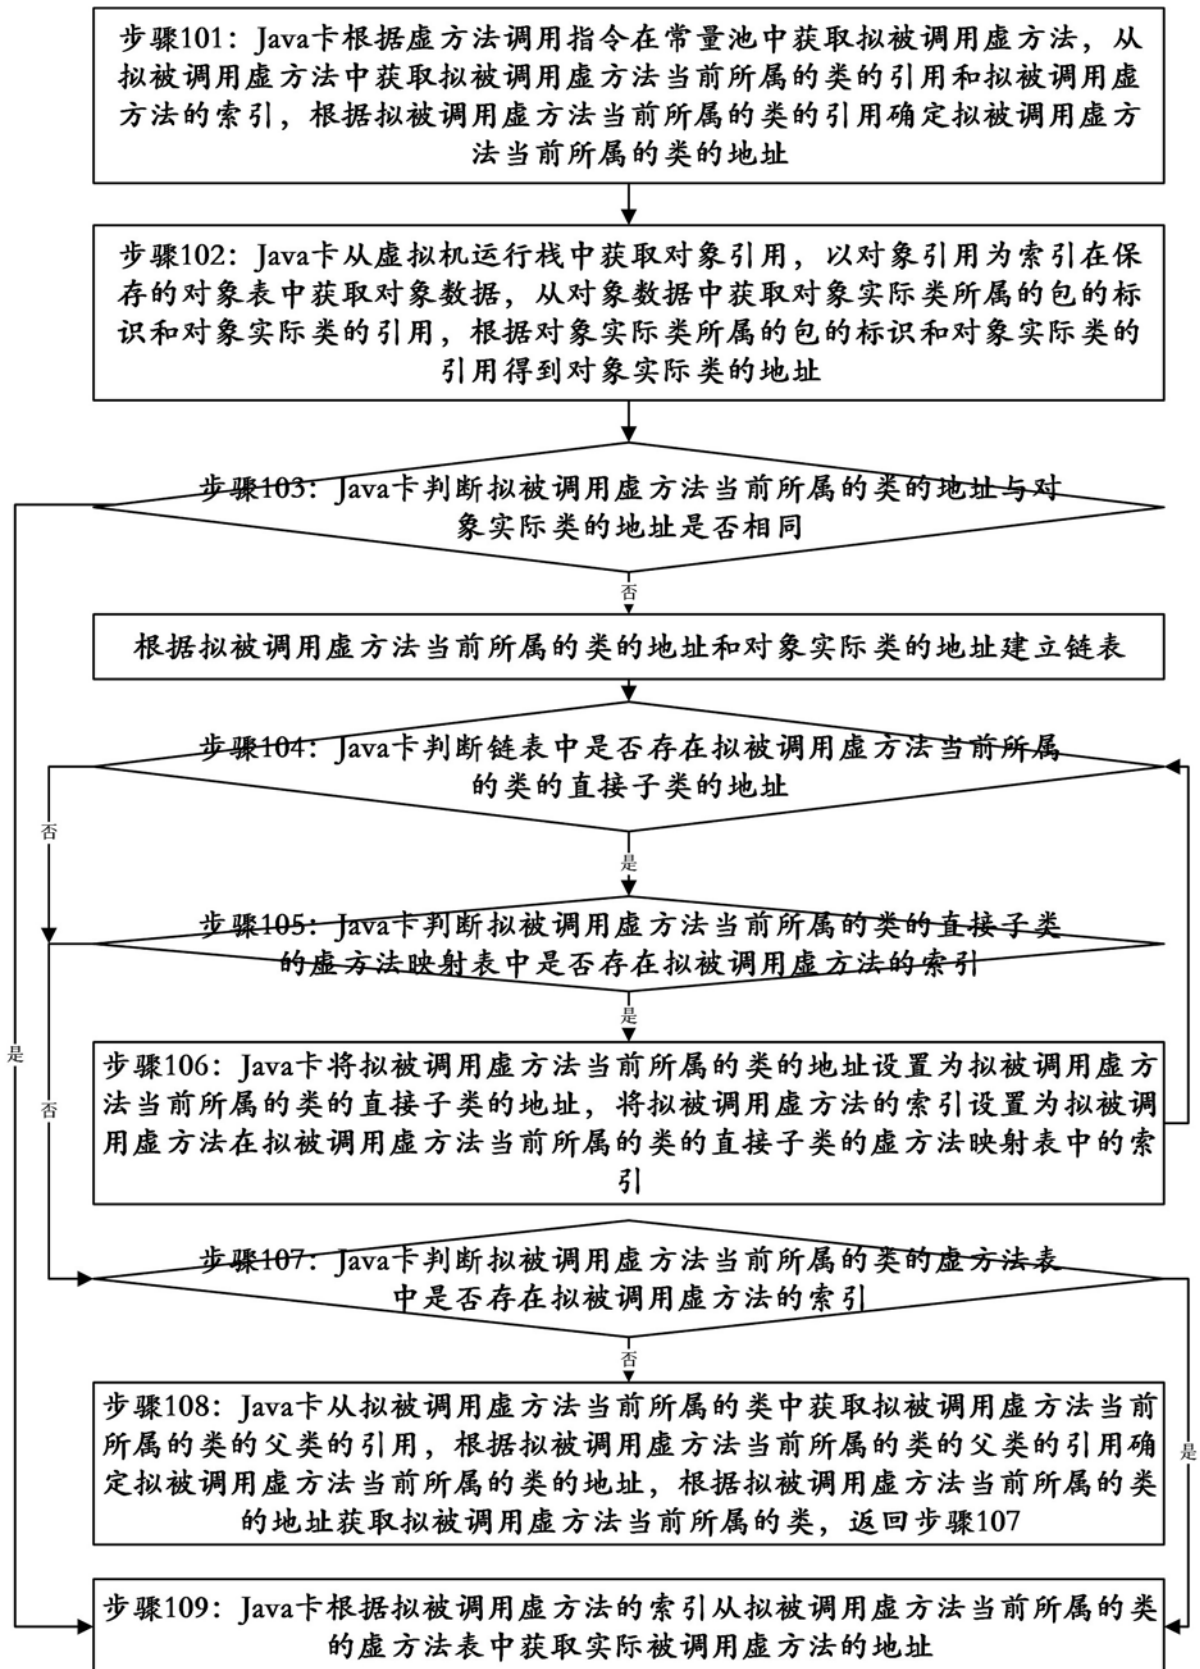 步骤101：Java卡根据虚方法调用指令在常量池中获取拟被调用虚方法，从
拟被调用虚方法中获取拟被调用虚方法当前所属的类的引用和拟被调用虚
方法的索引，根据拟被调用虚方法当前所属的类的引用确定拟被调用虚方
法当前所属的类的地址
步骤102：Java卡从虚拟机运行栈中获取对象引用，以对象引用为索引在保
存的对象表中获取对象数据，从对象数据中获取对象实际类所属的包的标
识和对象实际类的引用，根据对象实际类所属的包的标识和对象实际类的
引用得到对象实际类的地址
步骤103：Java卡判断拟被调用虚方法当前所属的类的地址与对
象实际类的地址是否相同
否
根据拟被调用虚方法当前所属的类的地址和对象实际类的地址建立链表
步骤104：Java卡判断链表中是否存在拟被调用虚方法当前所属
的类的直接子类的地址
否
是
步骤105：Java卡判断拟被调用虚方法当前所属的类的直接子类
的虚方法映射表中是否存在拟被调用虚方法的索引
是
是
否
步骤106：Java卡将拟被调用虚方法当前所属的类的地址设置为拟被调用虚方
法当前所属的类的直接子类的地址，将拟被调用虚方法的索引设置为拟被调
用虚方法在拟被调用虚方法当前所属的类的直接子类的虚方法映射表中的索
引
步骤107：Java卡判断拟被调用虚方法当前所属的类的虚方法表
中是否存在拟被调用虚方法的索引
否
步骤108：Java卡从拟被调用虚方法当前所属的类中获取拟被调用虚方法当前
所属的类的父类的引用，根据拟被调用虚方法当前所属的类的父类的引用确
定拟被调用虚方法当前所属的类的地址，根据拟被调用虚方法当前所属的类
的地址获取拟被调用虚方法当前所属的类，返回步骤107
是
步骤109：Java卡根据拟被调用虚方法的索引从拟被调用虚方法当前所属的类
的虚方法表中获取实际被调用虚方法的地址